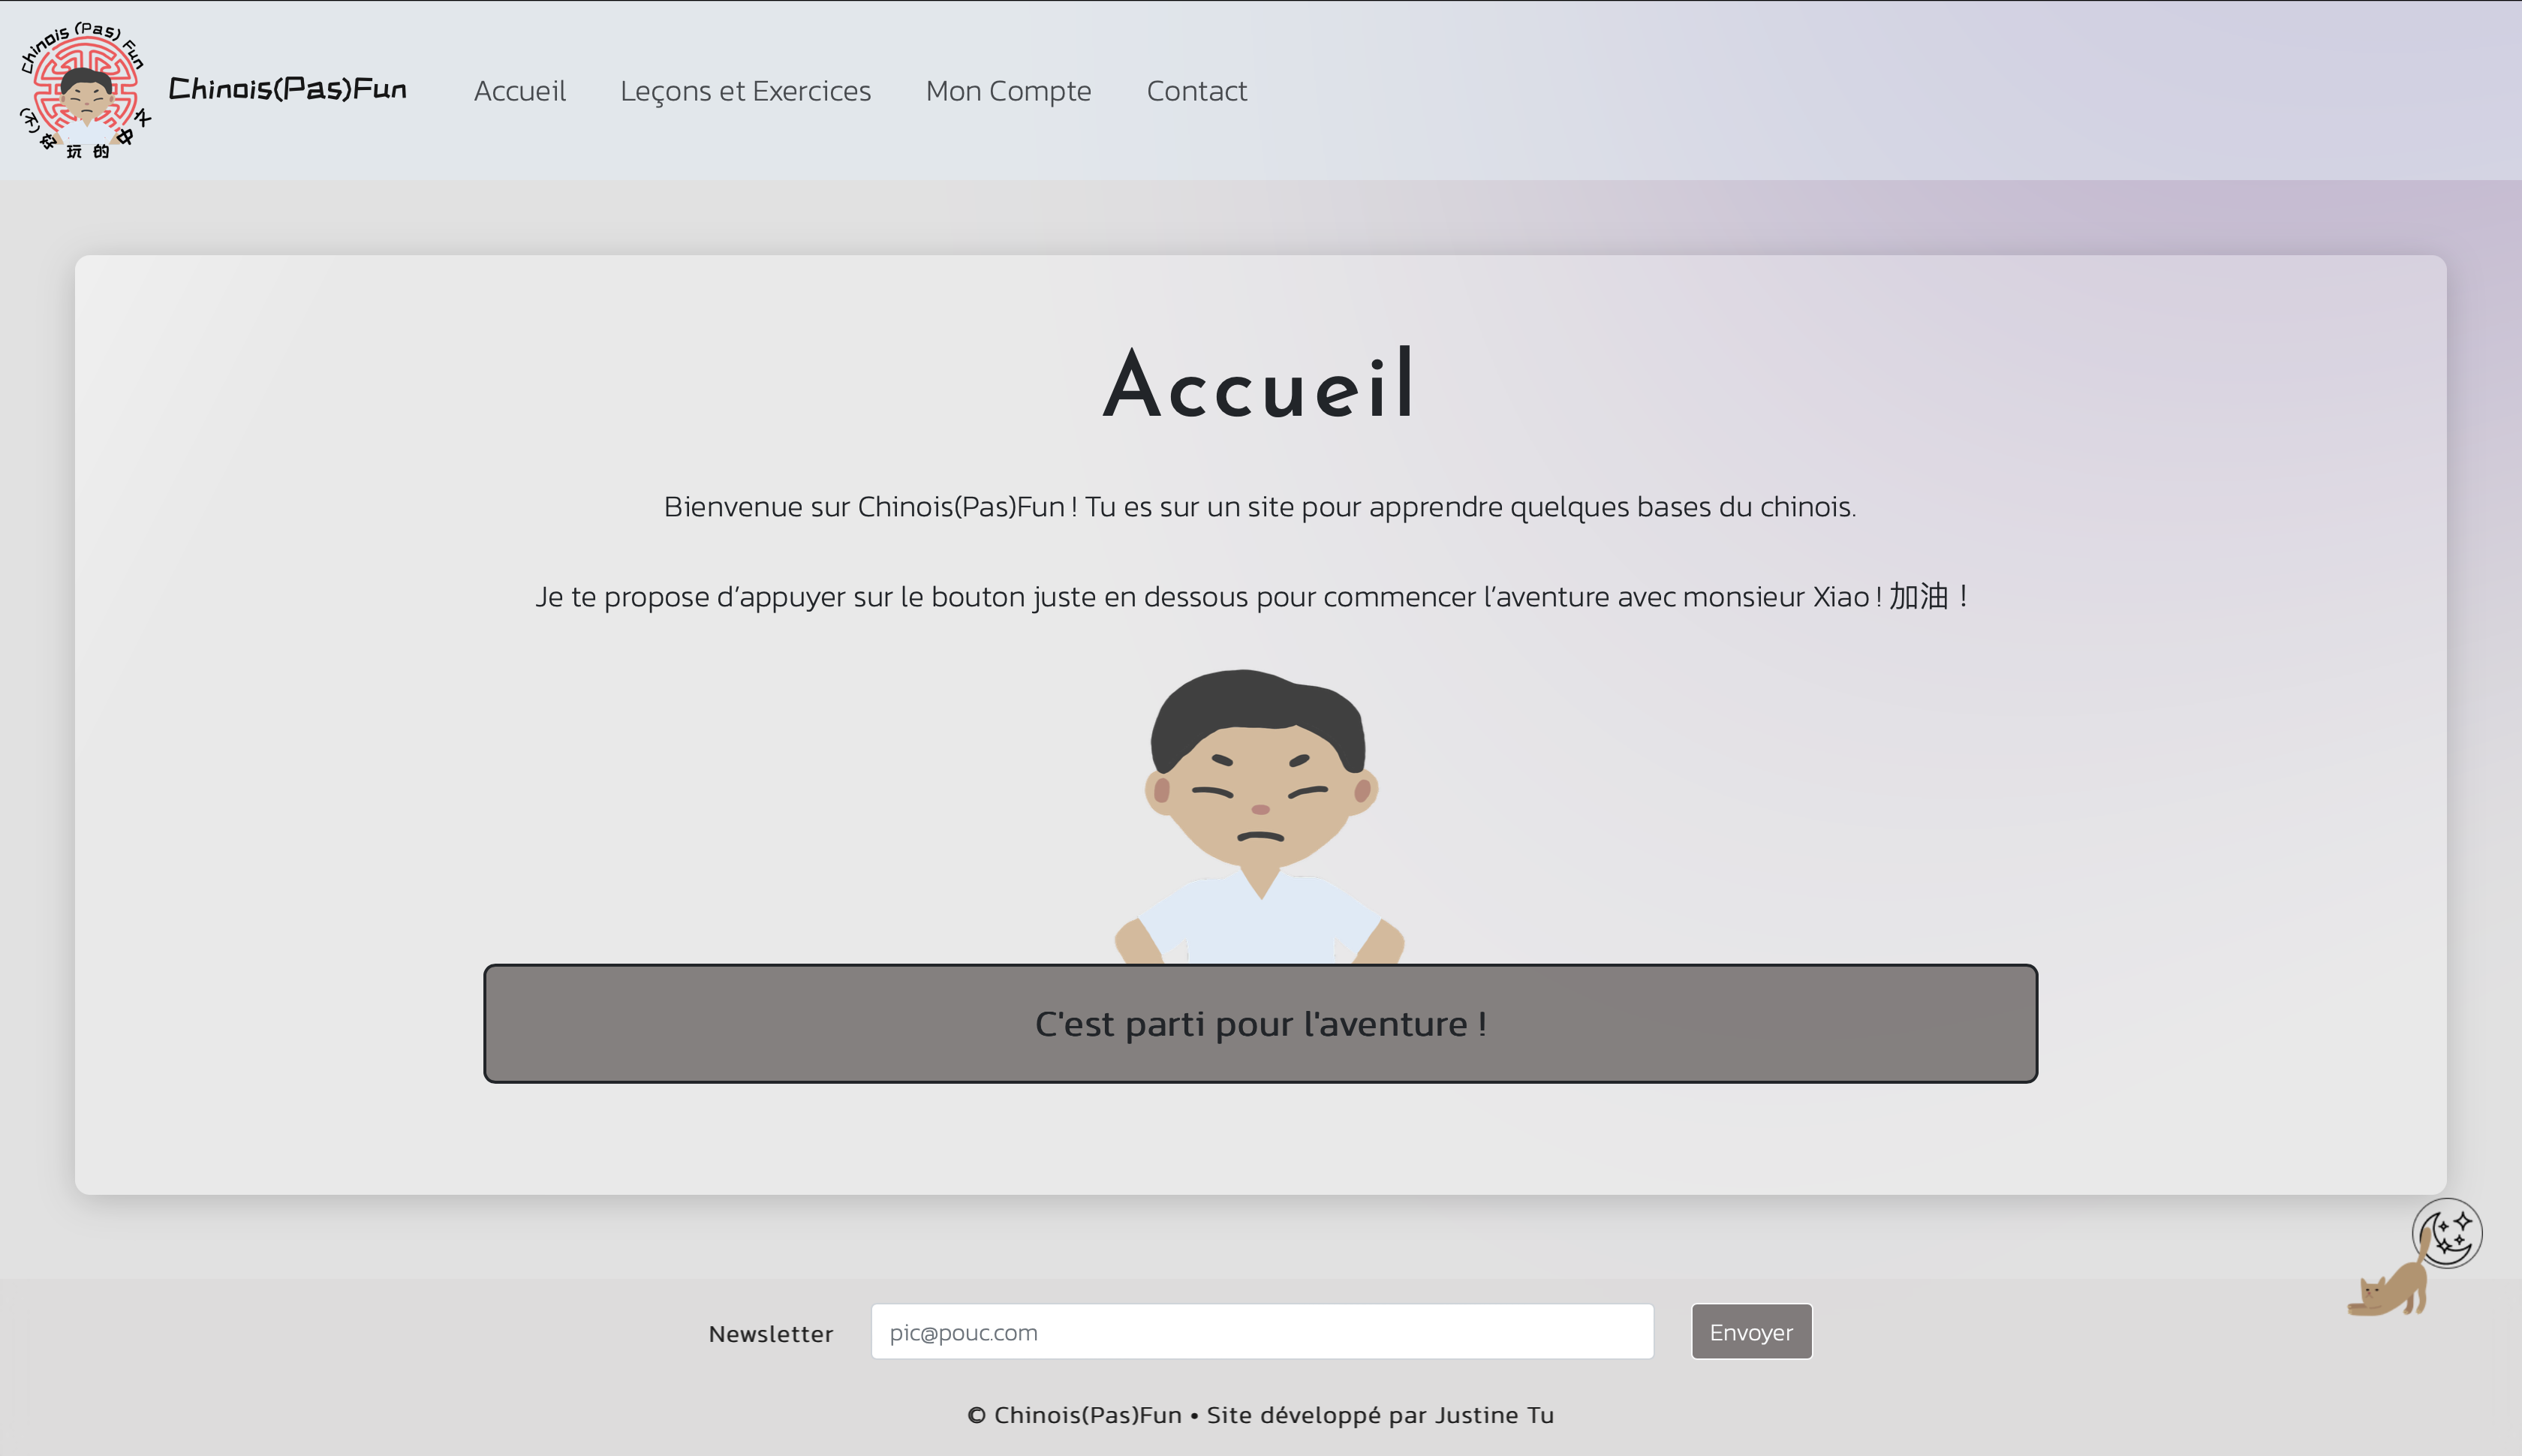 Chinois (Pas) Fun
(不) 好 玩 的 中 文
Chinois(Pas)Fun
Accueil
Leçons et Exercices
Mon Compte
Contact
Accueil
Bienvenue sur Chinois(Pas)Fun ! Tu es sur un site pour apprendre quelques bases du chinois.
Je te propose d’appuyer sur le bouton juste en dessous pour commencer l’aventure avec monsieur Xiao ! 加油！
C'est parti pour l'aventure !
Newsletter
pic@pouc.com
Envoyer
© Chinois(Pas)Fun • Site développé par Justine Tu